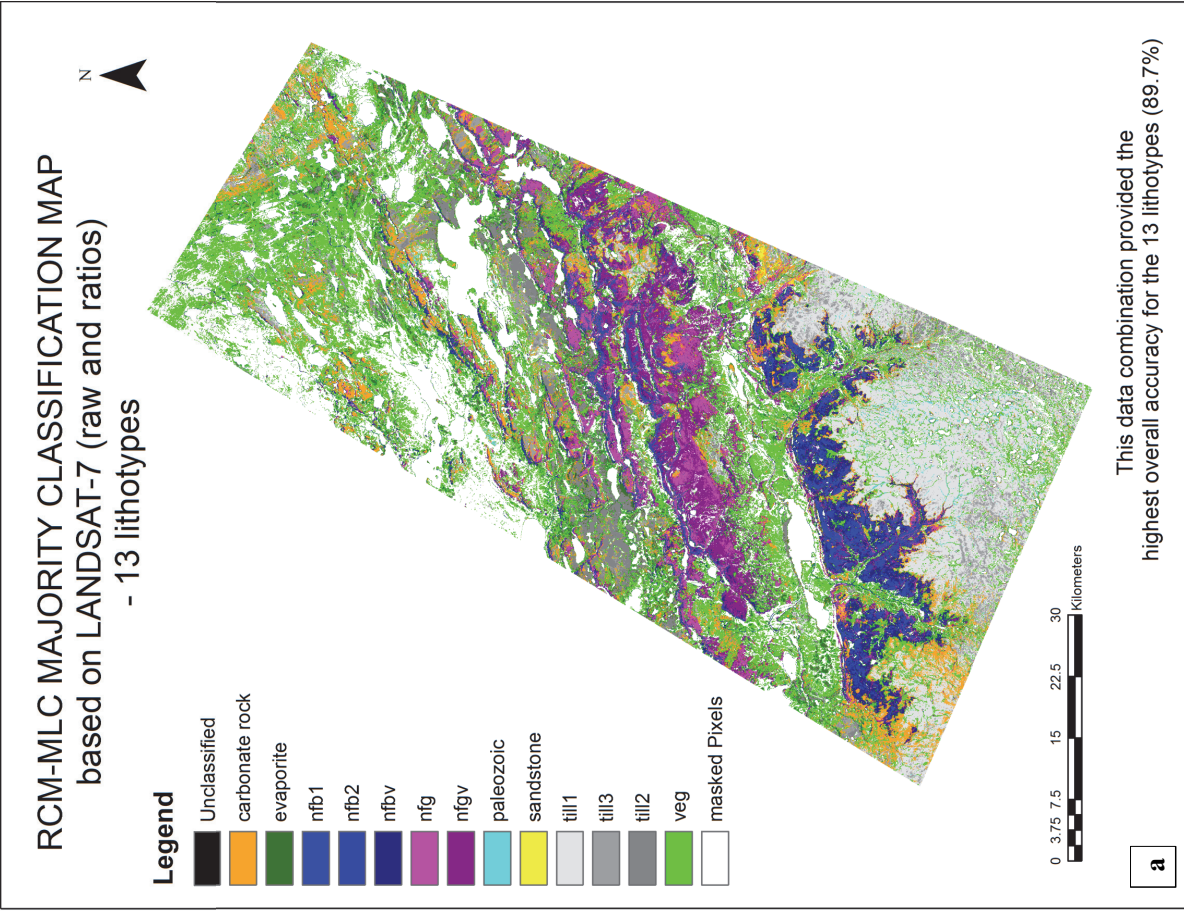 RCM-MLC MAJORITY CLASSIFICATION MAP
based on LANDSAT-7 (raw and ratios)
- 13 lithotypes
N
Legend
Unclassified
carbonate rock
evaporite
nfb1
nfb2
nfbv
nfg
nfgv
paleozoic
sandstone
till1
till3
till2
veg
masked Pixels
0 3.75 7.5 15 22.5 30
Kilometers
This data combination provided the
highest overall accuracy for the 13 lithotypes (89.7%)
a